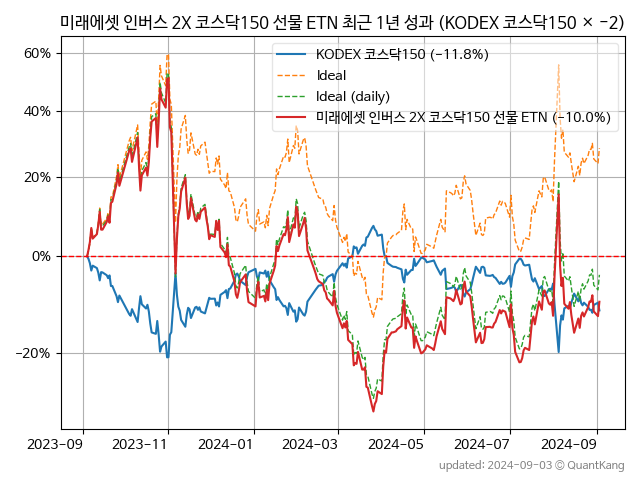 미래에셋 인버스 2X 코스닥150 선물 ETN 최근 1년 성과 (KODEX 코스닥150 × −2)
KODEX 코스닥150 (−11.8%)
Ideal
Ideal (daily)
미래에셋 인버스 2X 코스닥150 선물 ETN (−10.0%)
60%
40%
20%
0%
−20%
2023−09
2023−11
2024−01
2024−03
2024−05
2024−07
2024−09
updated: 2024−09−03 © QuantKang